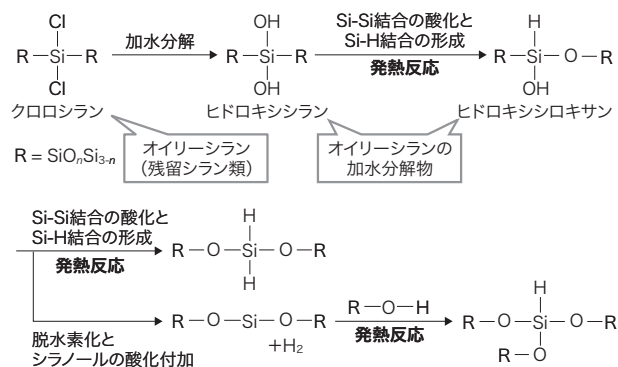 Cl
R－Si－R
Cl
クロロシラン
加水分解
OH
R－Si－R
OH
ヒドロキシシラン
Si-Si結合の酸化と
Si-H結合の形成
発熱反応
H
R－Si－O－R
OH
ヒドロキシシロキサン
R = SiOnSi3-n
オイリーシラン
（残留シラン類）
オイリーシランの
加水分解物
Si-Si結合の酸化と
Si-H結合の形成
発熱反応
H
R－O－Si－O－R
H
脱水素化と
シラノールの酸化付加
R－O－Si－O－R
+H2
R－O－H
発熱反応
H
R－O－Si－O－R
R－O